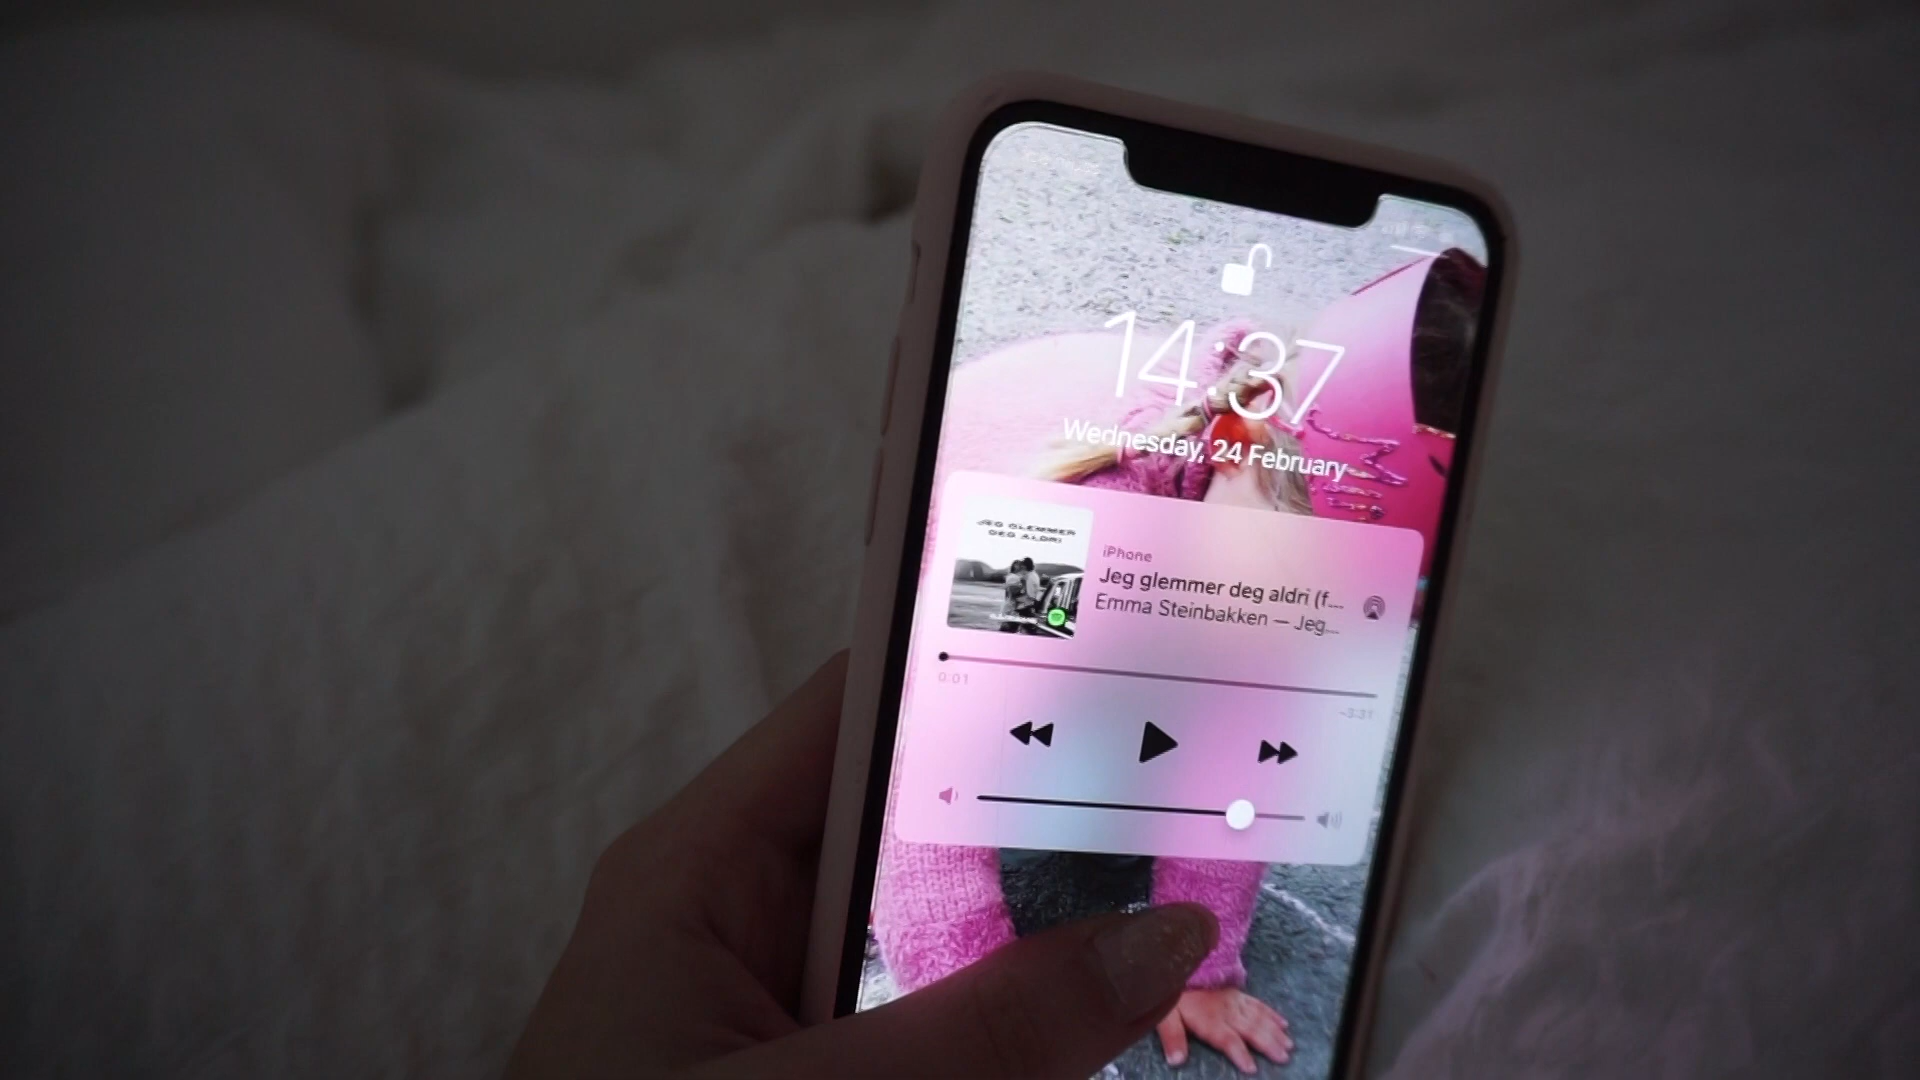 14:37
Wednesday, 24 February
JEG GLEMMER
DEG ALDRI
iPhone
Jeg glemmer deg aldri (f...
Emma Steinbakken — Jeg...
0:01
-3:31